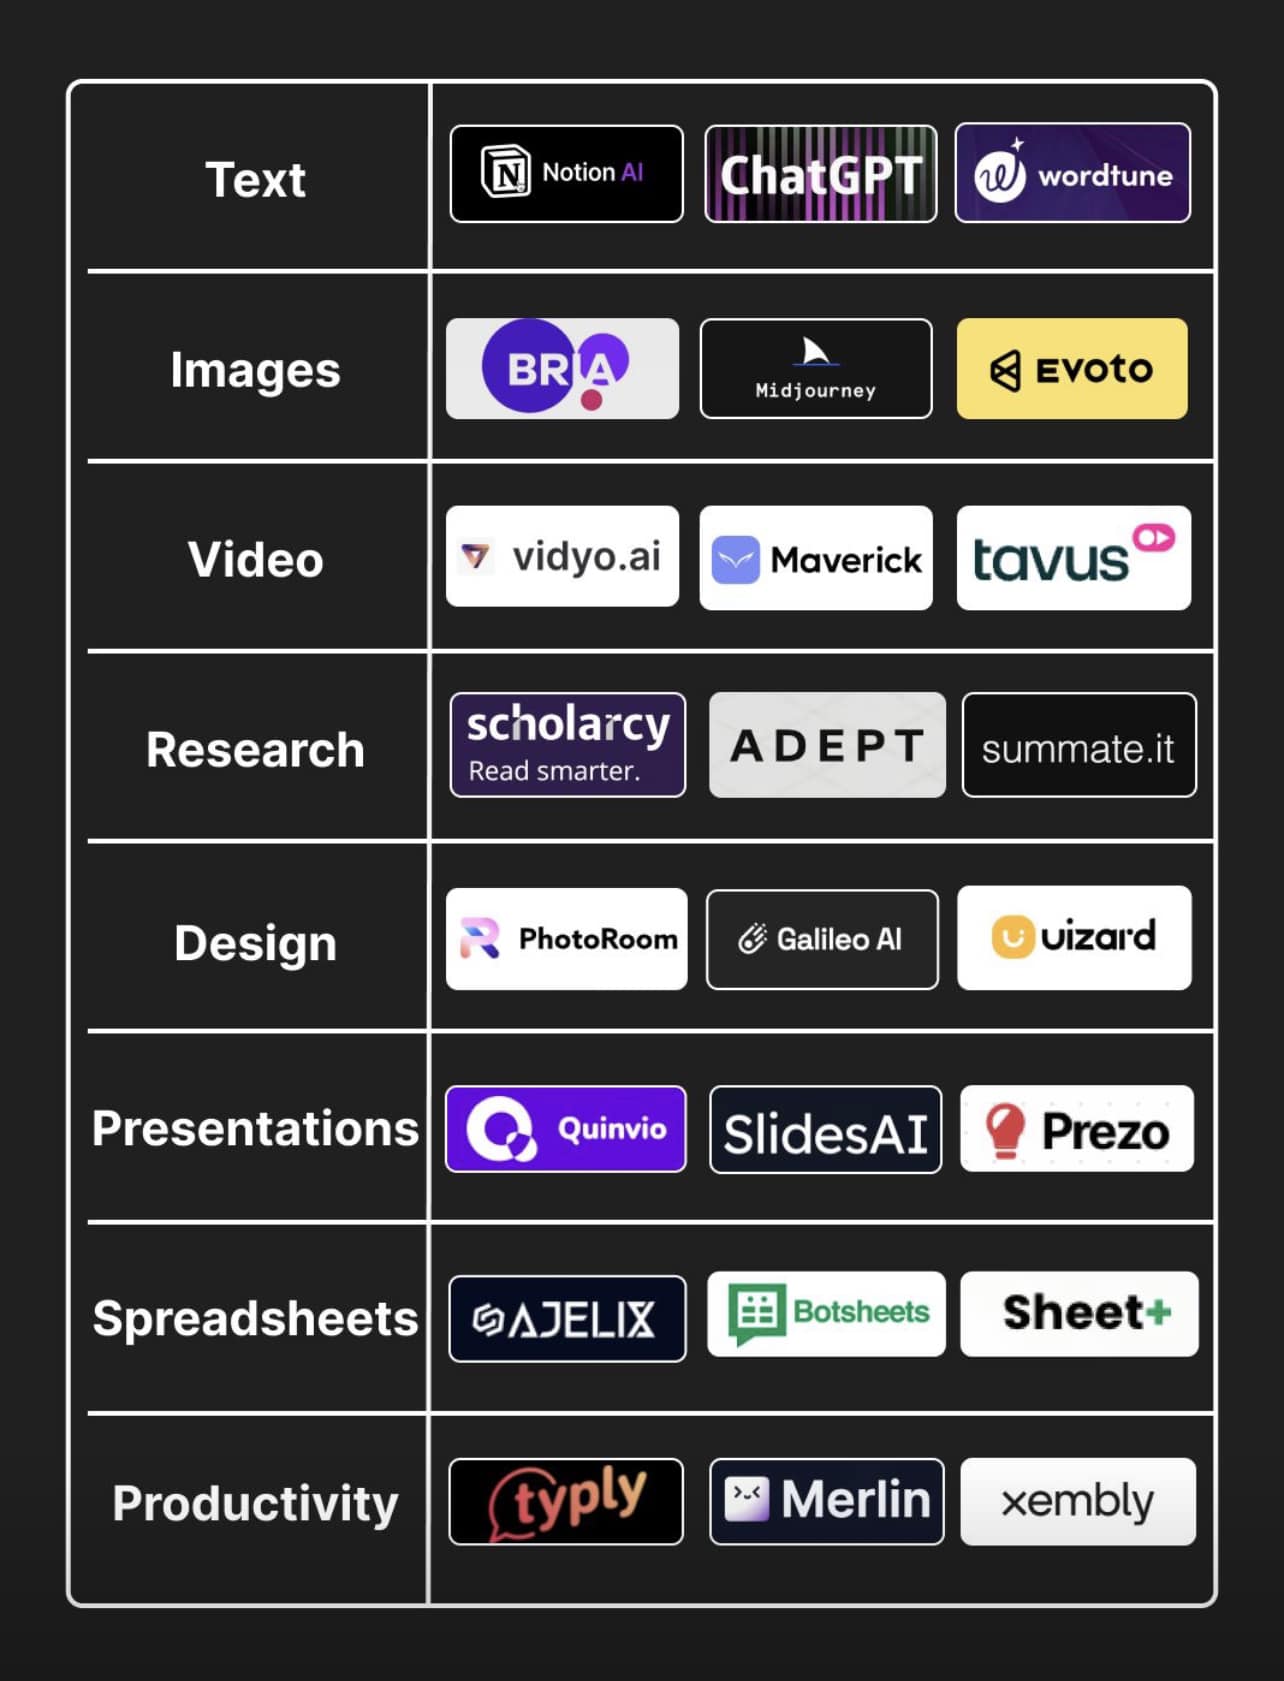 Text
Notion AI
ChatGPT
wordtune
Images
BRIA
Midjourney
EVOTO
Video
vidyo.ai
Maverick
tavus
Research
scholarcy
Read smarter.
ADEPT
summate.it
Design
PhotoRoom
Galileo AI
uizard
Presentations
Quinvio
SlidesAI
Prezo
Spreadsheets
AJELIX
Botsheets
Sheet+
Productivity
typly
Merlin
xembly